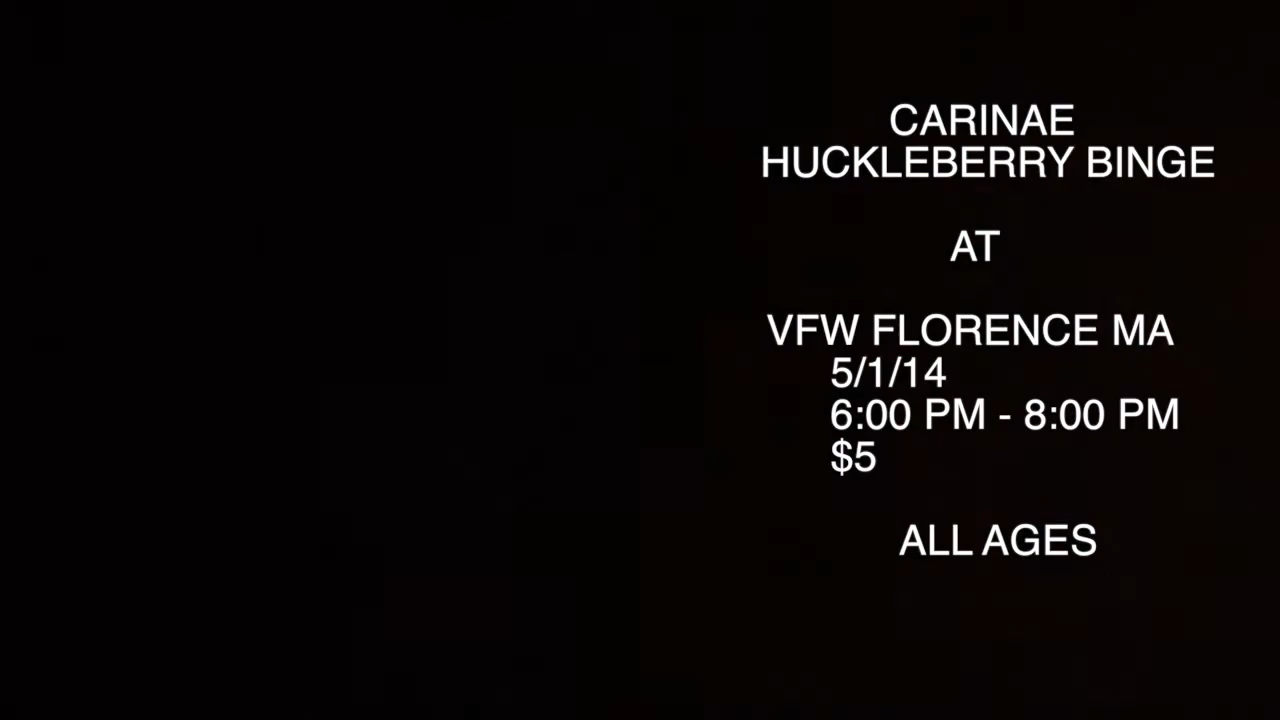 CARINAE
HUCKLEBERRY BINGE
AT
VFW FLORENCE MA
5/1/14
6:00 PM - 8:00 PM
$5
ALL AGES